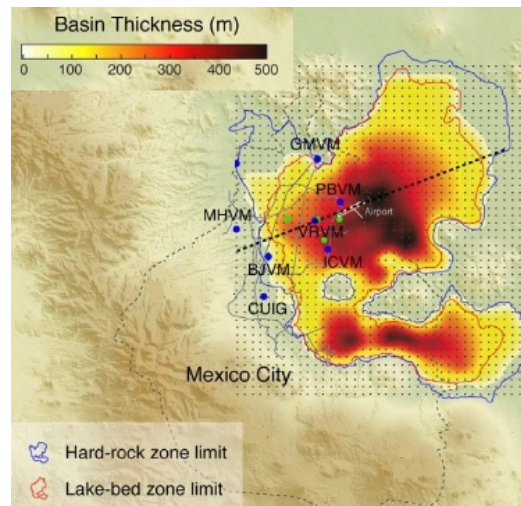 Basin Thickness (m)
0 100 200 300 400 500
GMVM
PBVM
Airport
MHVM
VRVM
BJVM
ICVM
CUIG
Mexico City
Hard-rock zone limit
Lake-bed zone limit